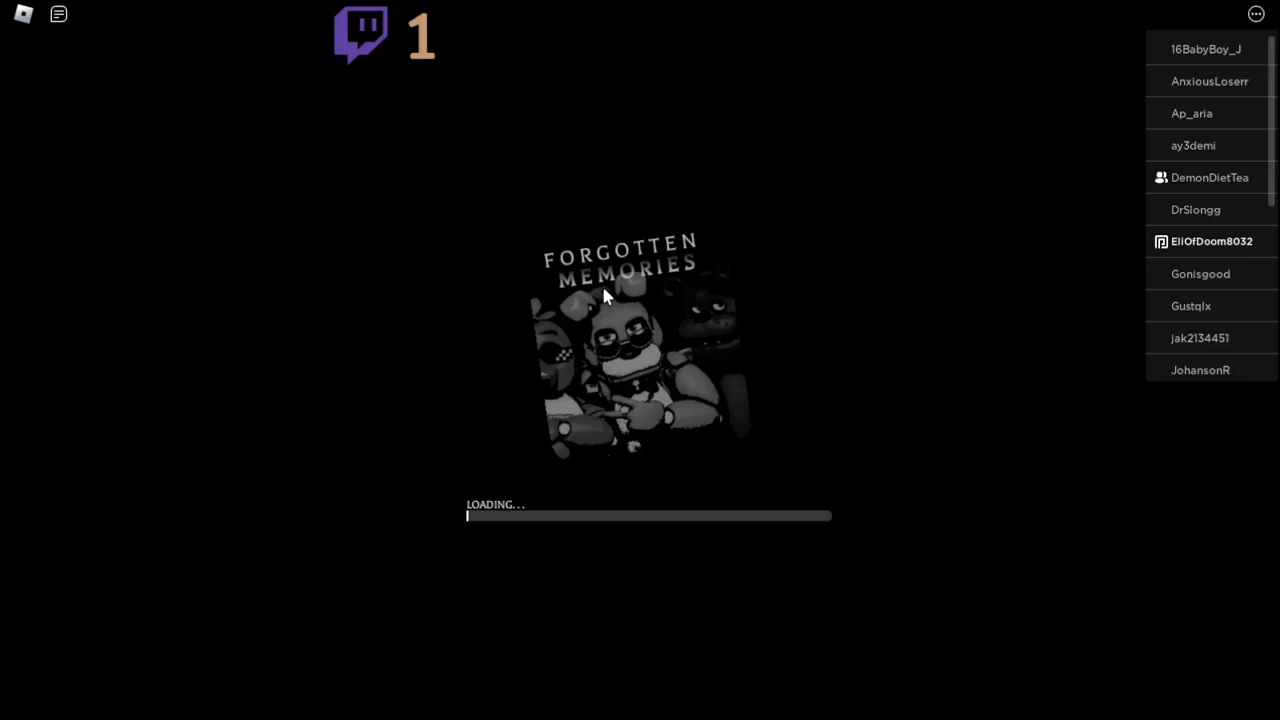 1
16BabyBoy_J
AnxiousLoserr
Ap_aria
ay3demi
DemonDietTea
DrSlongg
EliOfDoom8032
Gonisgood
Gustqlx
jak2134451
JohansonR
FORGOTTEN
MEMORIES
LOADING...